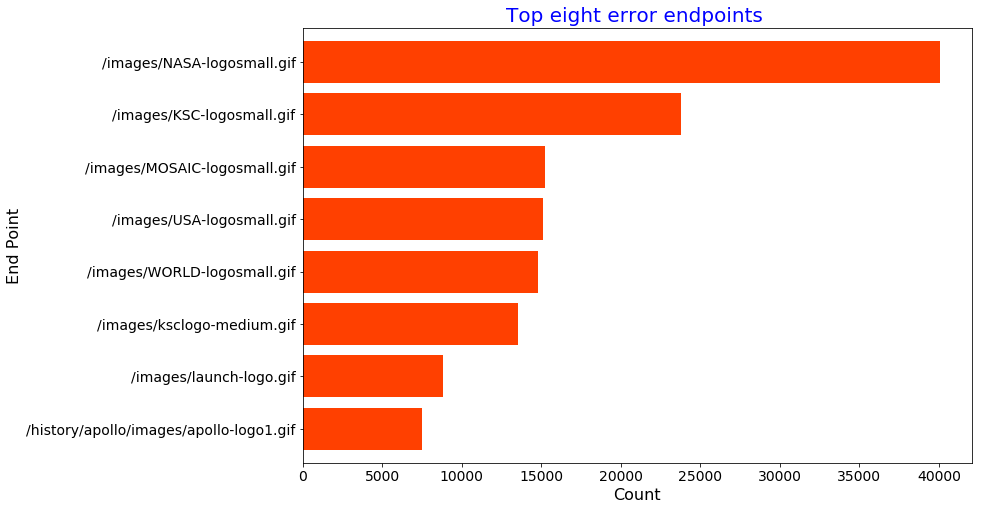 Top eight error endpoints
/images/NASA-logosmall.gif
/images/KSC-logosmall.gif
/images/MOSAIC-logosmall.gif
/images/USA-logosmall.gif
/images/WORLD-logosmall.gif
/images/ksclogo-medium.gif
/images/launch-logo.gif
/history/apollo/images/apollo-logo1.gif
End Point
0 5000 10000 15000 20000 25000 30000 35000 40000
Count